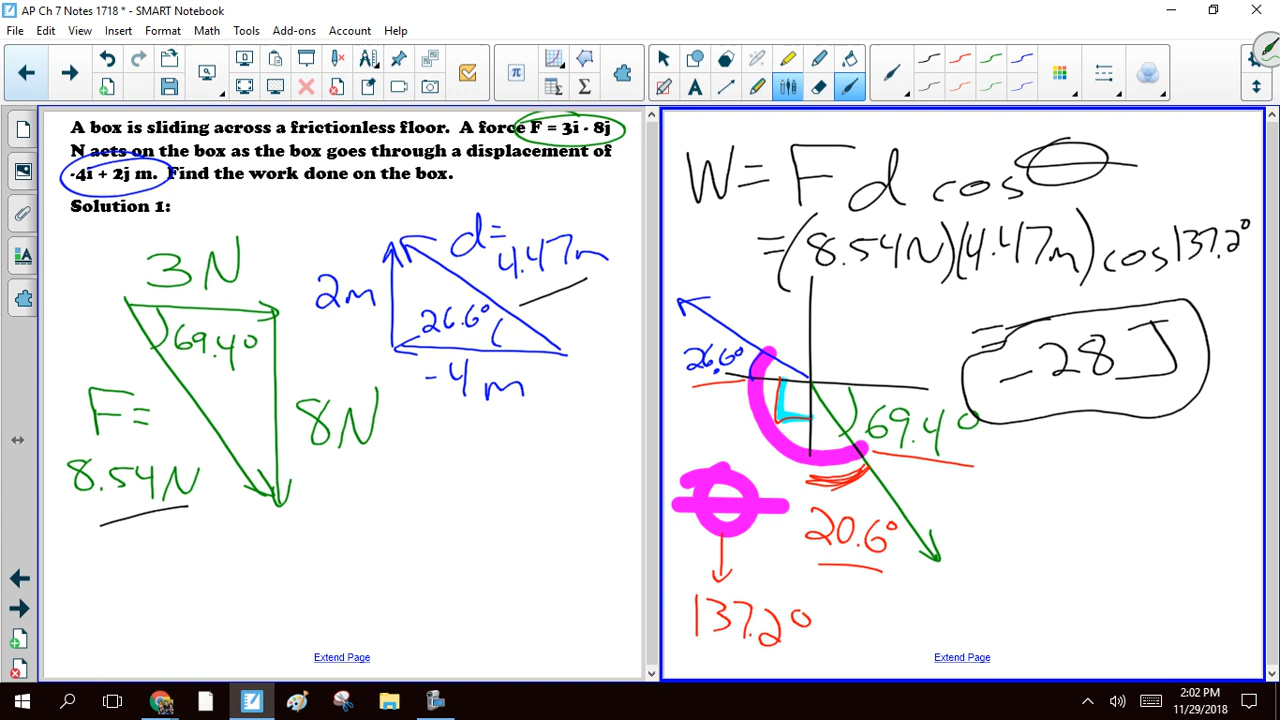 AP Ch 7 Notes 1718 * - SMART Notebook
File Edit View Insert Format Math Tools Add-ons Account Help
A box is sliding across a frictionless floor. A force F = 3i - 8j
N acts on the box as the box goes through a displacement of
-4i + 2j m. Find the work done on the box.
Solution 1:
3N
69.4°
F =
8.54N
8N
d =
4.47m
2m
26.6°
-4 m
Extend Page
W = F d cos θ
= (8.54N)(4.47m) cos 137.2°
= -28 J
26.6°
69.4°
20.6°
θ
137.2°
Extend Page
2:02 PM
11/29/2018